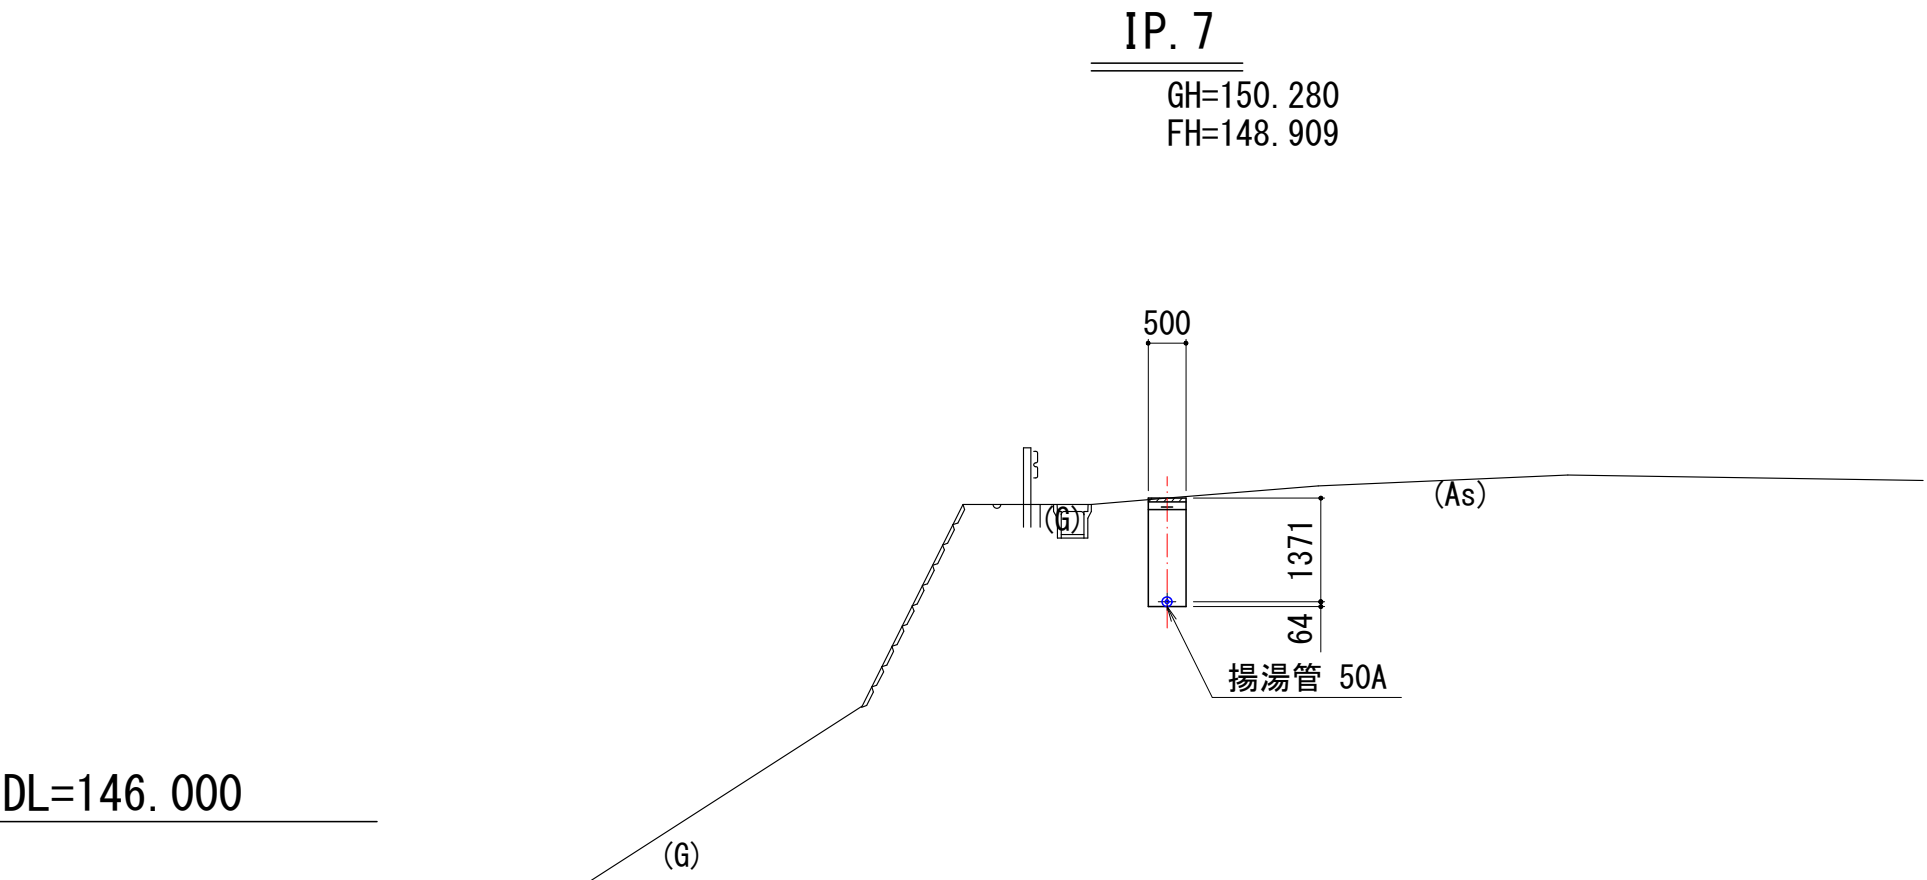 IP.7
GH=150.280
FH=148.909
500
(As)
(G)
1371
64
揚湯管 50A
DL=146.000
(G)